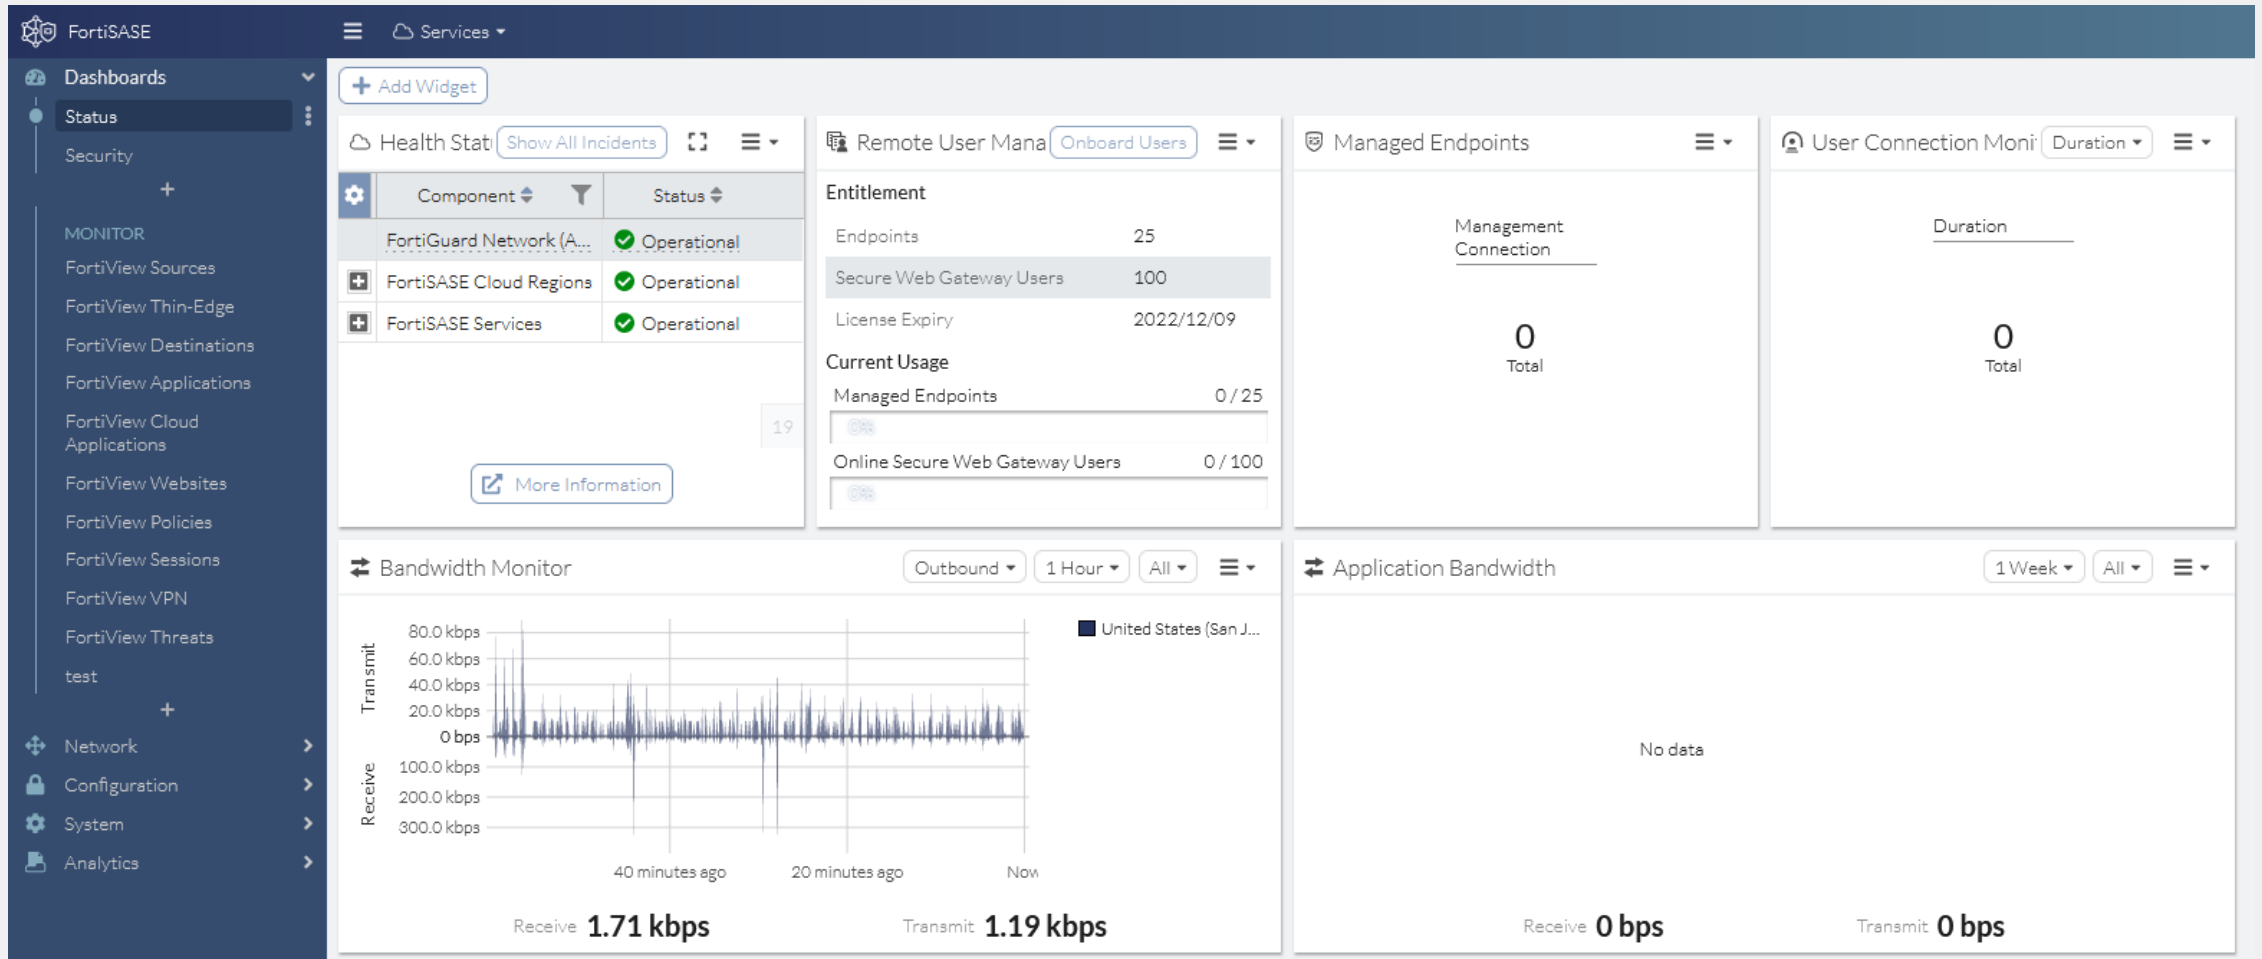 FortiSASE
Services
Dashboards
Status
Security
MONITOR
FortiView Sources
FortiView Thin-Edge
FortiView Destinations
FortiView Applications
FortiView Cloud
Applications
FortiView Websites
FortiView Policies
FortiView Sessions
FortiView VPN
FortiView Threats
test
Network
Configuration
System
Analytics
+ Add Widget
Health Stat
Show All Incidents
Component Status
FortiGuard Network (A... Operational
FortiSASE Cloud Regions Operational
FortiSASE Services Operational
19
More Information
Remote User Mana
Onboard Users
Entitlement
Endpoints 25
Secure Web Gateway Users 100
License Expiry 2022/12/09
Current Usage
Managed Endpoints 0 / 25
0%
Online Secure Web Gateway Users 0 / 100
0%
Managed Endpoints
Management
Connection
0
Total
User Connection Moni
Duration
Duration
0
Total
Bandwidth Monitor
Outbound 1 Hour All
Transmit
80.0 kbps
60.0 kbps
40.0 kbps
20.0 kbps
0 bps
Receive
100.0 kbps
200.0 kbps
300.0 kbps
40 minutes ago 20 minutes ago Now
United States (San J...
Receive 1.71 kbps Transmit 1.19 kbps
Application Bandwidth
1 Week All
No data
Receive 0 bps Transmit 0 bps